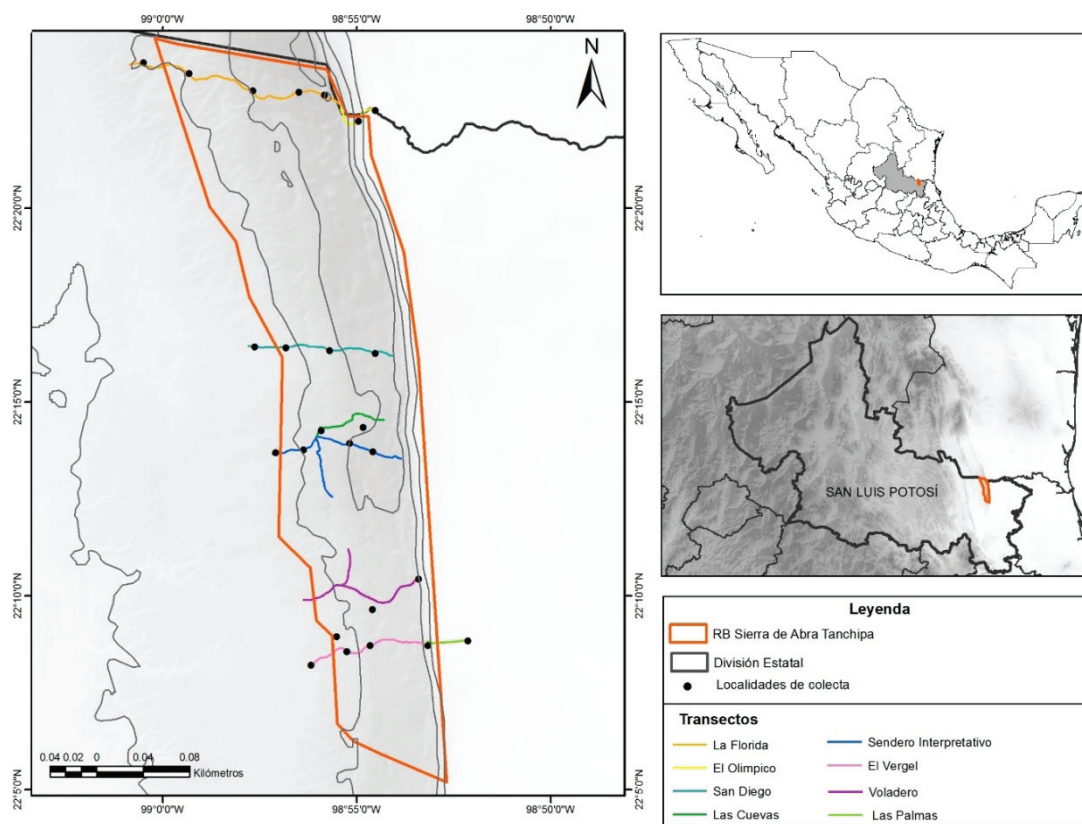 99°0'0"W 98°55'0"W 98°50'0"W
N
22°20'0"N 22°20'0"N
22°15'0"N 22°15'0"N
22°10'0"N 22°10'0"N
22°5'0"N 22°5'0"N
0.04 0.02 0 0.04 0.08
Kilómetros
99°0'0"W 98°55'0"W 98°50'0"W
SAN LUIS POTOSÍ
Leyenda
RB Sierra de Abra Tanchipa
División Estatal
Localidades de colecta
Transectos
La Florida
El Olimpico
San Diego
Las Cuevas
Sendero Interpretativo
El Vergel
Voladero
Las Palmas